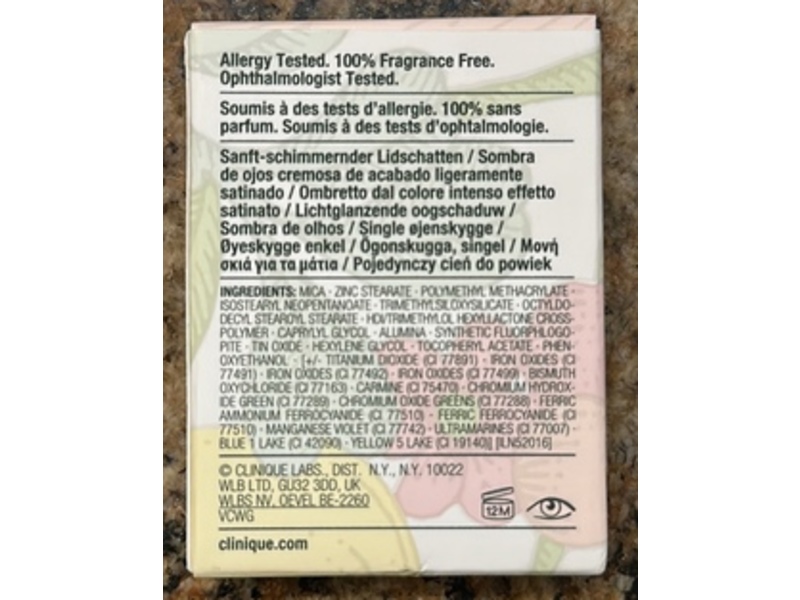 Allergy Tested. 100% Fragrance Free.
Ophthalmologist Tested.
Soumis à des tests d'allergie. 100% sans
parfum. Soumis à des tests d'ophtalmologie.
Sanft-schimmernder Lidschatten / Sombra
de ojos cremosa de acabado ligeramente
satinado / Ombretto dal colore intenso effetto
satinato / Lichtglanzende oogschaduw /
Sombra de olhos / Single øjenskygge /
Øyeskygge enkel / Ögonskugga, singel / Μονή
σκιά για τα μάτια / Pojedynczy cień do powiek
INGREDIENTS: MICA · ZINC STEARATE · POLYMETHYL METHACRYLATE ·
ISOSTEARYL NEOPENTANOATE · TRIMETHYLSILOXYSILICATE · OCTYLDO-
DECYL STEAROYL STEARATE · HDI/TRIMETHYLOL HEXYLLACTONE CROSS-
POLYMER · CAPRYLYL GLYCOL · ALUMINA · SYNTHETIC FLUORPHLOGO-
PITE · TIN OXIDE · HEXYLENE GLYCOL · TOCOPHERYL ACETATE · PHEN-
OXYETHANOL · [+/- TITANIUM DIOXIDE (CI 77891) · IRON OXIDES (CI
77491) · IRON OXIDES (CI 77492) · IRON OXIDES (CI 77499) · BISMUTH
OXYCHLORIDE (CI 77163) · CARMINE (CI 75470) · CHROMIUM HYDROX-
IDE GREEN (CI 77289) · CHROMIUM OXIDE GREENS (CI 77288) · FERRIC
AMMONIUM FERROCYANIDE (CI 77510) · FERRIC FERROCYANIDE (CI
77510) · MANGANESE VIOLET (CI 77742) · ULTRAMARINES (CI 77007) ·
BLUE 1 LAKE (CI 42090) · YELLOW 5 LAKE (CI 19140)] [ILN52016]
© CLINIQUE LABS., DIST. N.Y., N.Y. 10022
WLB LTD, GU32 3DD, UK
WLBS NV, OEVEL BE-2260
VCWG
12M
clinique.com